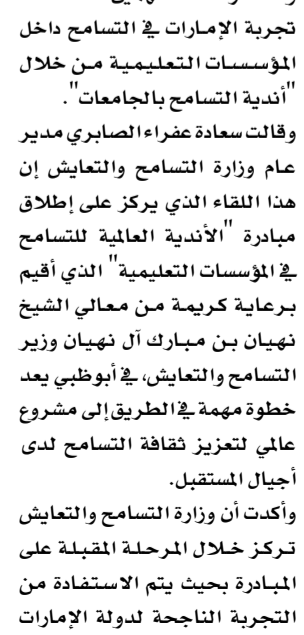 تجربة الإمارات في التسامح داخل
المؤسسات التعليمية من خلال
"أندية التسامح بالجامعات".
وقالت سعادة عفراء الصابري مدير
عام وزارة التسامح والتعايش إن
هذا اللقاء الذي يركز على إطلاق
مبادرة "الأندية العالمية للتسامح
في المؤسسات التعليمية" الذي أقيم
برعاية كريمة من معالي الشيخ
نهيان بن مبارك آل نهيان وزير
التسامح والتعايش، في أبوظبي يعد
خطوة مهمة في الطريق إلى مشروع
عالمي لتعزيز ثقافة التسامح لدى
أجيال المستقبل.
وأكدت أن وزارة التسامح والتعايش
تركز خلال المرحلة المقبلة على
المبادرة بحيث يتم الاستفادة من
التجربة الناجحة لدولة الإمارات